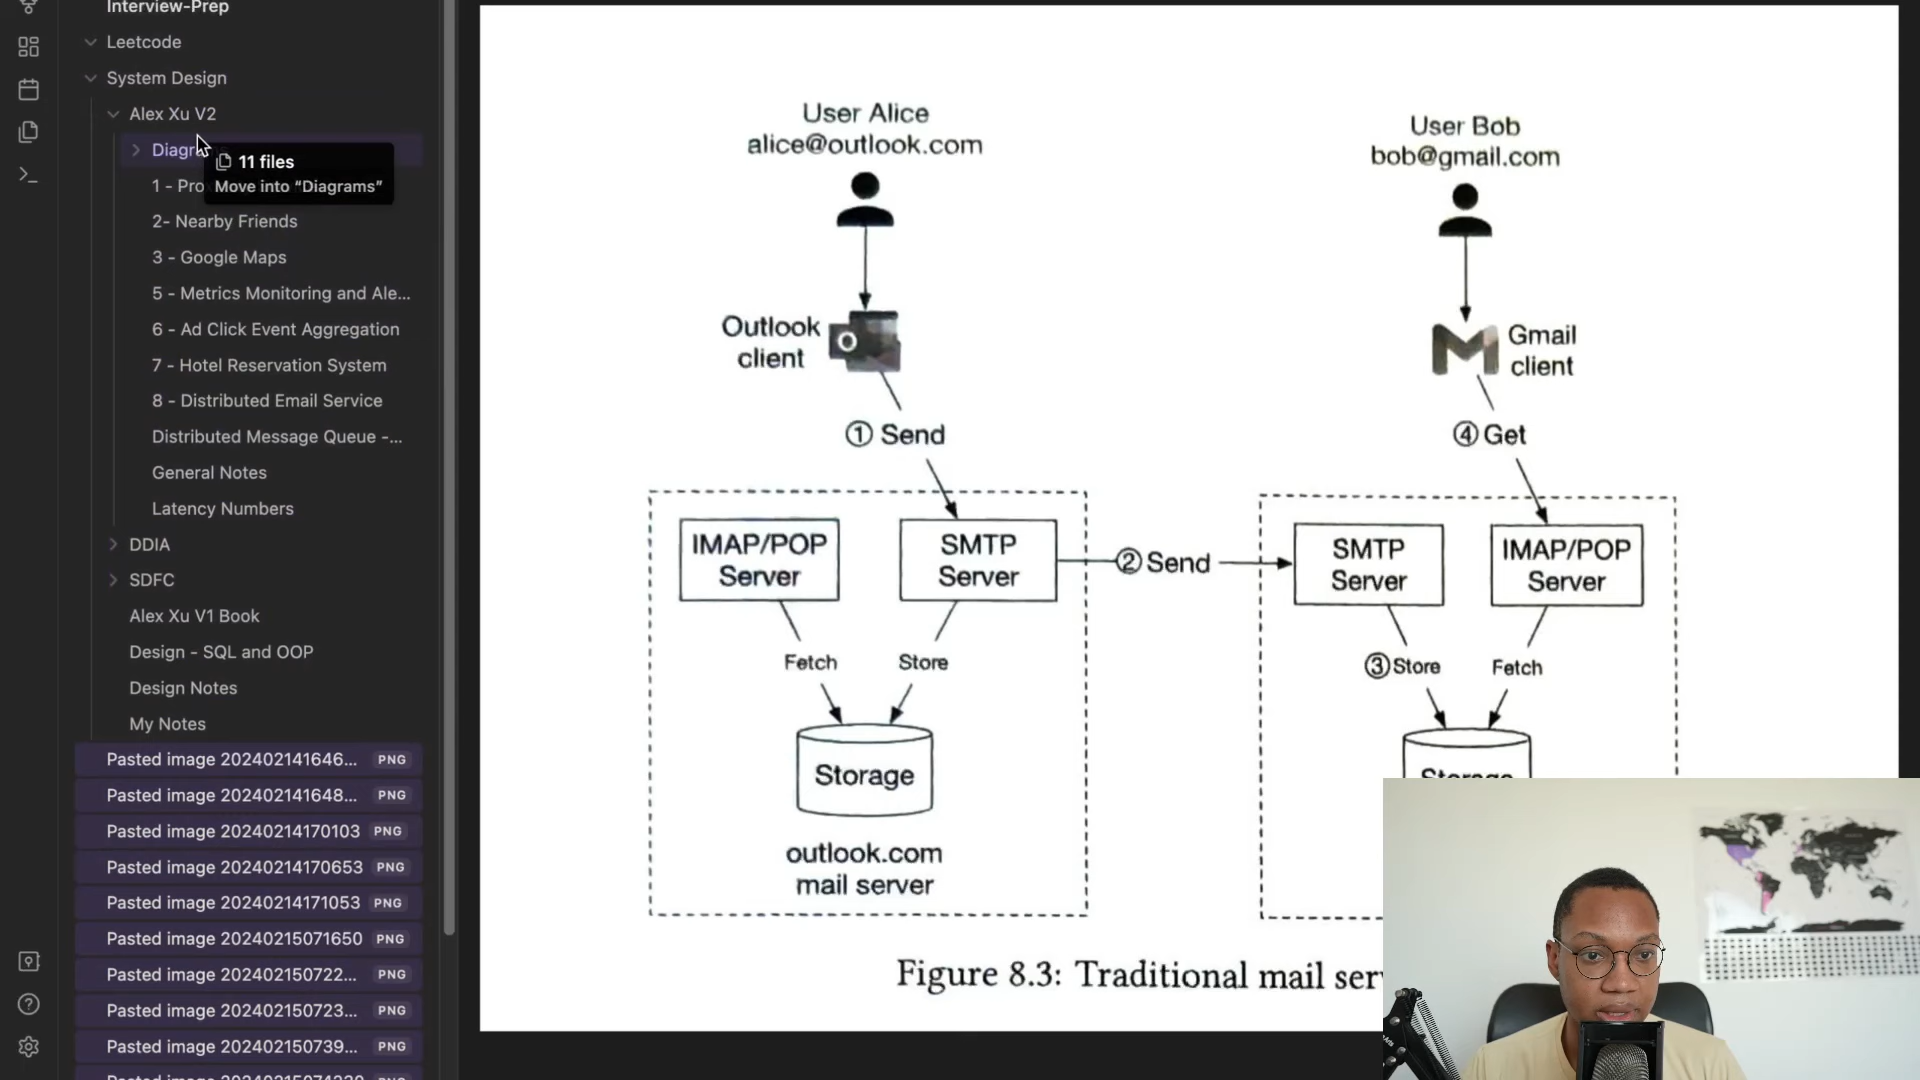 Interview-Prep
Leetcode
System Design
Alex Xu V2
Diagr
11 files
Move into “Diagrams”
1 - Pro
2- Nearby Friends
3 - Google Maps
5 - Metrics Monitoring and Ale...
6 - Ad Click Event Aggregation
7 - Hotel Reservation System
8 - Distributed Email Service
Distributed Message Queue -...
General Notes
Latency Numbers
DDIA
SDFC
Alex Xu V1 Book
Design - SQL and OOP
Design Notes
My Notes
Pasted image 202402141646... PNG
Pasted image 202402141648... PNG
Pasted image 20240214170103 PNG
Pasted image 20240214170653 PNG
Pasted image 20240214171053 PNG
Pasted image 20240215071650 PNG
Pasted image 202402150722... PNG
Pasted image 202402150723... PNG
Pasted image 202402150739... PNG
User Alice
alice@outlook.com
User Bob
bob@gmail.com
Outlook
client
Gmail
client
① Send
④ Get
IMAP/POP
Server
SMTP
Server
② Send
SMTP
Server
IMAP/POP
Server
Fetch
Store
③ Store
Fetch
Storage
Storage
outlook.com
mail server
Figure 8.3: Traditional mail ser